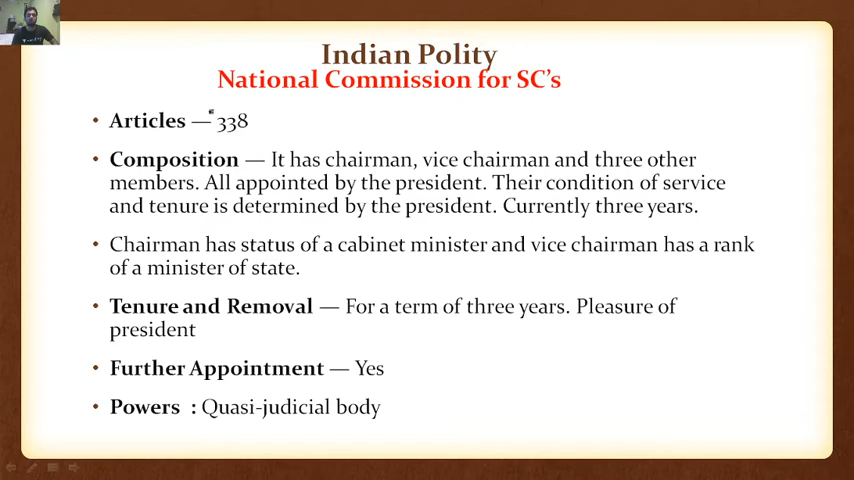 Indian Polity
National Commission for SC's
• Articles — 338
• Composition — It has chairman, vice chairman and three other
members. All appointed by the president. Their condition of service
and tenure is determined by the president. Currently three years.
• Chairman has status of a cabinet minister and vice chairman has a rank
of a minister of state.
• Tenure and Removal — For a term of three years. Pleasure of
president
• Further Appointment — Yes
• Powers : Quasi-judicial body